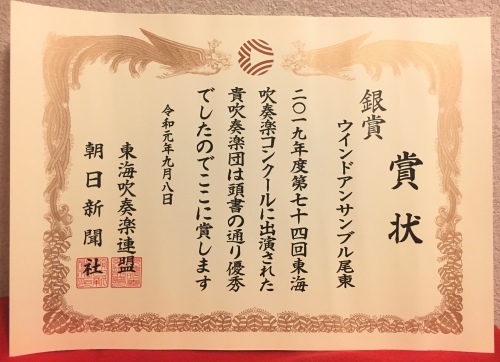 賞状
銀賞
ウインドアンサンブル尾東
二〇一九年度第七十四回東海
吹奏楽コンクールに出演された
貴吹奏楽団は頭書の通り優秀
でしたのでここに賞します
令和元年九月八日
東海吹奏楽連盟
朝日新聞社